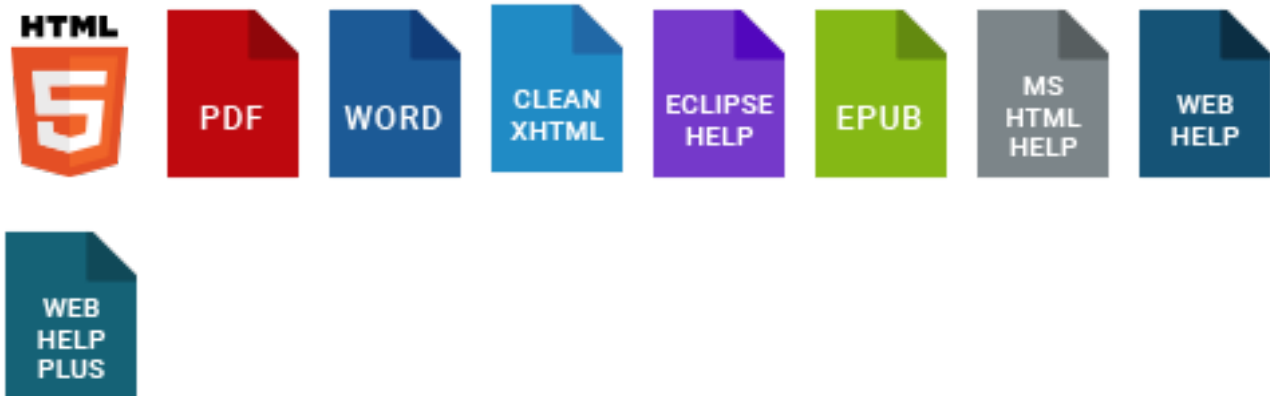 HTML
5
PDF
WORD
CLEAN
XHTML
ECLIPSE
HELP
EPUB
MS
HTML
HELP
WEB
HELP
WEB
HELP
PLUS